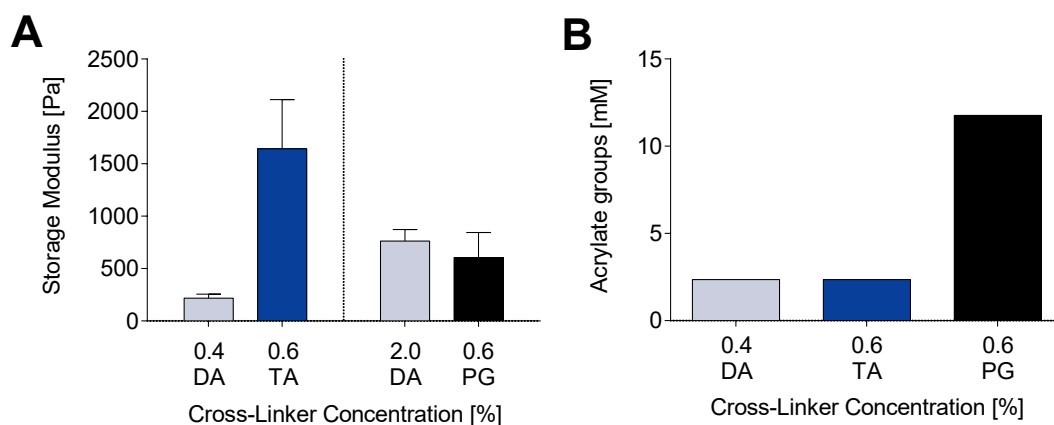 A
Storage Modulus [Pa]
2500
2000
1500
1000
500
0
0.4 0.6 2.0 0.6
DA TA DA PG
Cross-Linker Concentration [%]
B
Acrylate groups [mM]
15
10
5
0
0.4 0.6 0.6
DA TA PG
Cross-Linker Concentration [%]